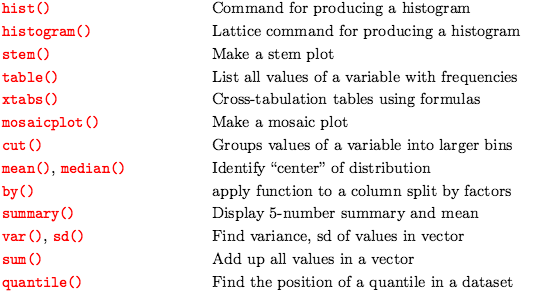 hist() Command for producing a histogram
histogram() Lattice command for producing a histogram
stem() Make a stem plot
table() List all values of a variable with frequencies
xtabs() Cross-tabulation tables using formulas
mosaicplot() Make a mosaic plot
cut() Groups values of a variable into larger bins
mean(), median() Identify “center” of distribution
by() apply function to a column split by factors
summary() Display 5-number summary and mean
var(), sd() Find variance, sd of values in vector
sum() Add up all values in a vector
quantile() Find the position of a quantile in a dataset